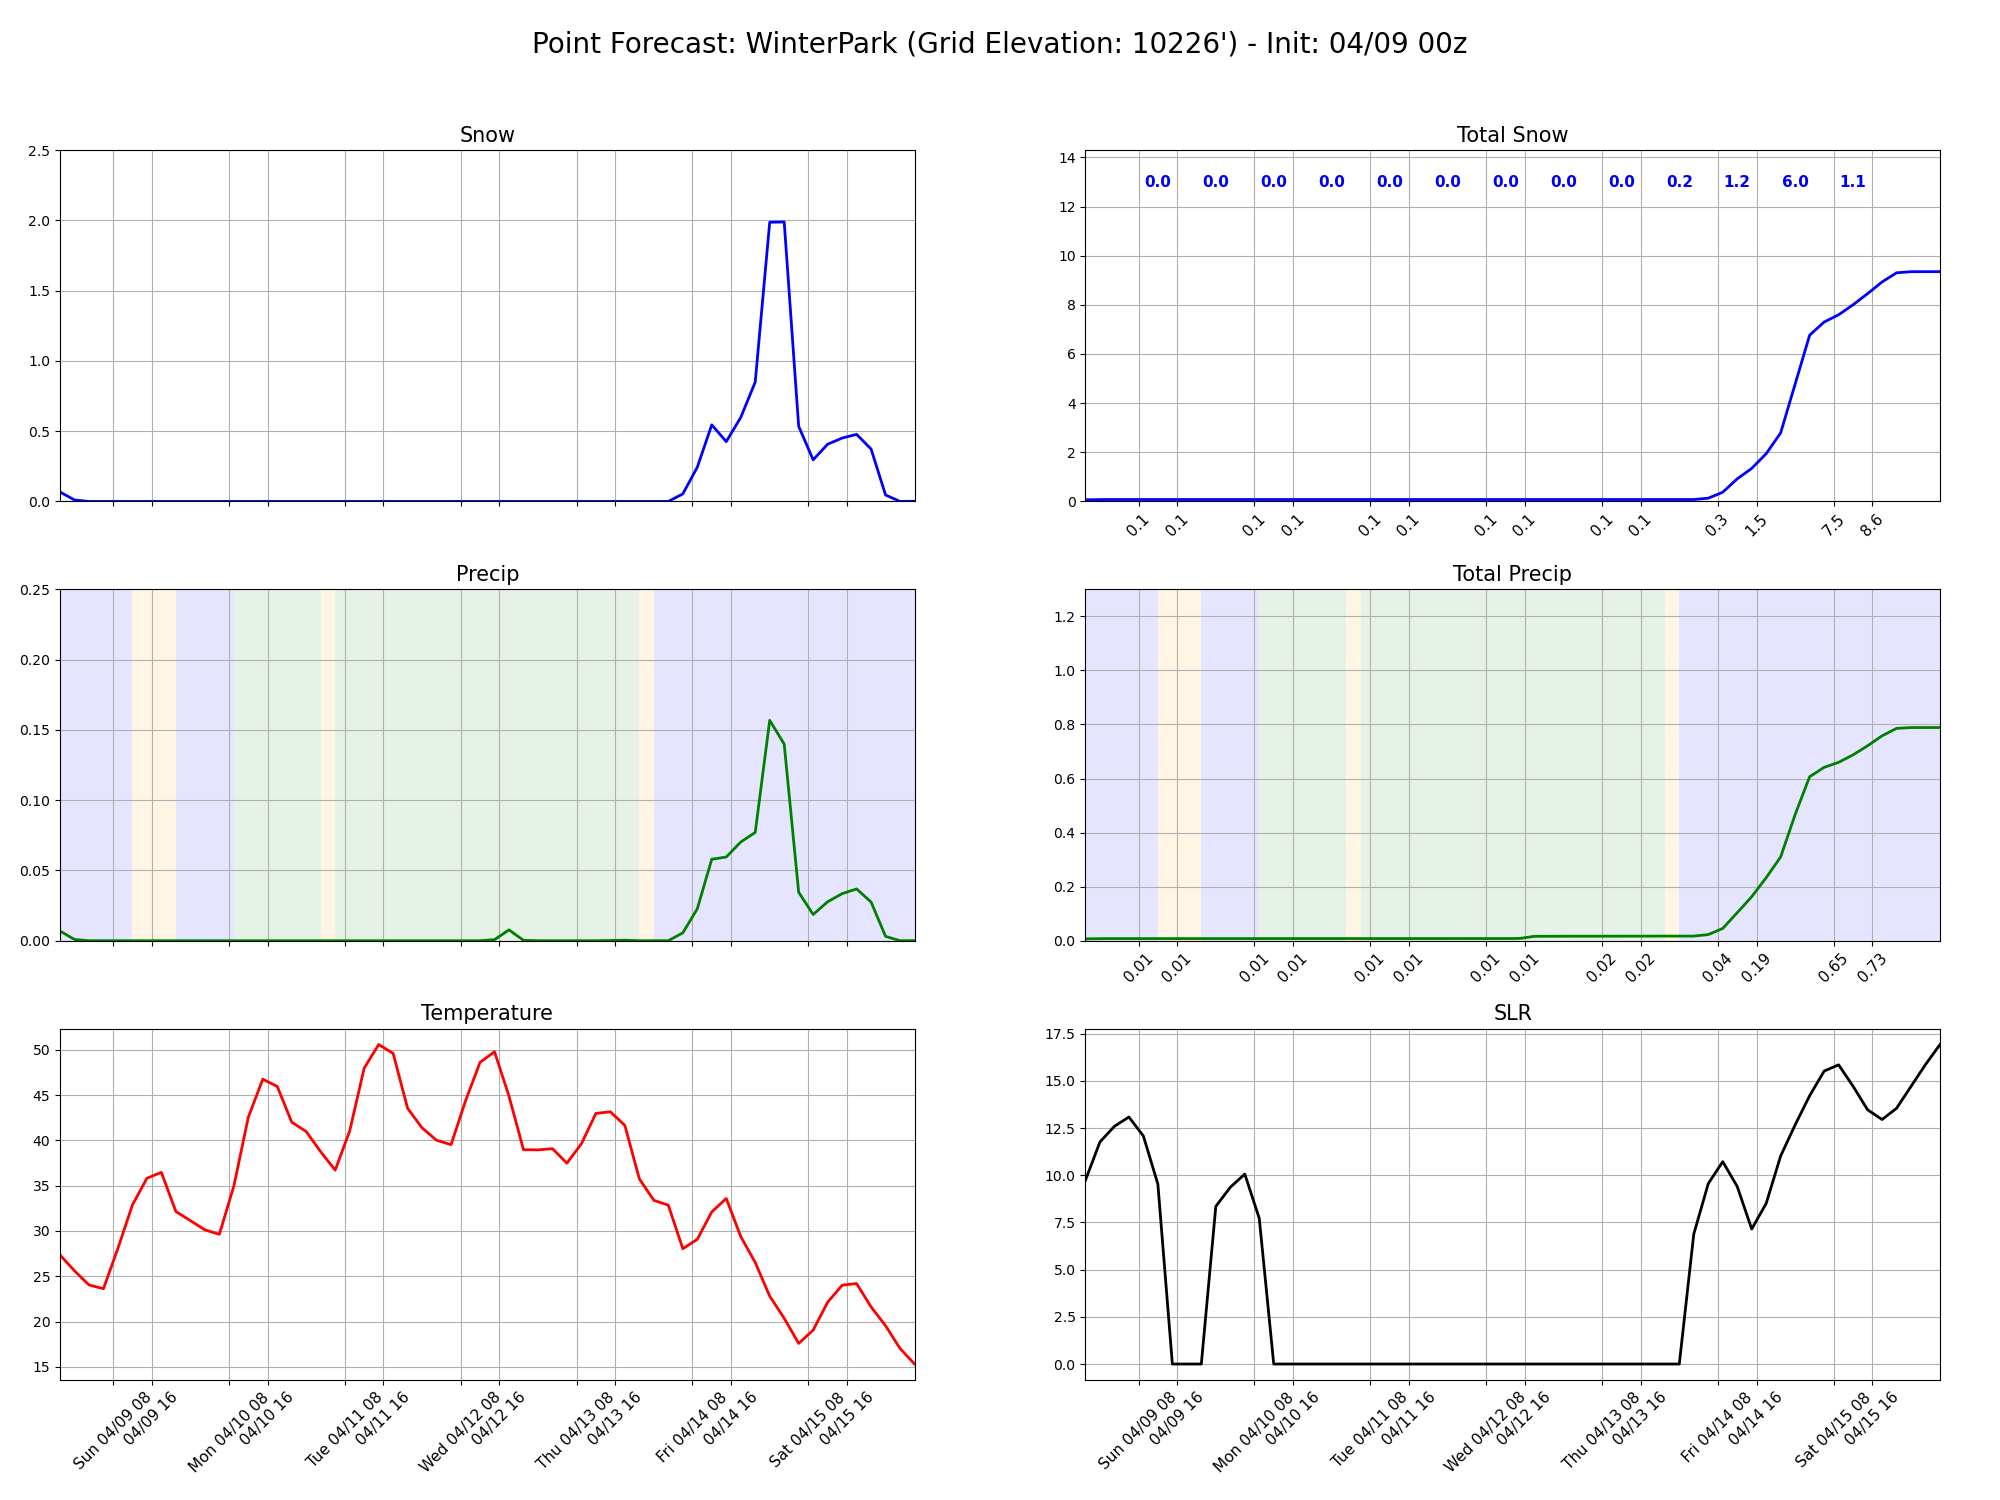 Point Forecast: WinterPark (Grid Elevation: 10226') - Init: 04/09 00z
Snow
2.5
2.0
1.5
1.0
0.5
0.0
Total Snow
14
12
10
8
6
4
2
0
0.0 0.0 0.0 0.0 0.0 0.0 0.0 0.0 0.0 0.2 1.2 6.0 1.1
0.1 0.1 0.1 0.1 0.1 0.1 0.1 0.1 0.1 0.1 0.3 1.5 7.5 8.6
Precip
0.25
0.20
0.15
0.10
0.05
0.00
Total Precip
1.2
1.0
0.8
0.6
0.4
0.2
0.0
0.01 0.01 0.01 0.01 0.01 0.01 0.01 0.01 0.02 0.02 0.04 0.19 0.65 0.73
Temperature
50
45
40
35
30
25
20
15
Sun 04/09 08
04/09 16
Mon 04/10 08
04/10 16
Tue 04/11 08
04/11 16
Wed 04/12 08
04/12 16
Thu 04/13 08
04/13 16
Fri 04/14 08
04/14 16
Sat 04/15 08
04/15 16
SLR
17.5
15.0
12.5
10.0
7.5
5.0
2.5
0.0
Sun 04/09 08
04/09 16
Mon 04/10 08
04/10 16
Tue 04/11 08
04/11 16
Wed 04/12 08
04/12 16
Thu 04/13 08
04/13 16
Fri 04/14 08
04/14 16
Sat 04/15 08
04/15 16